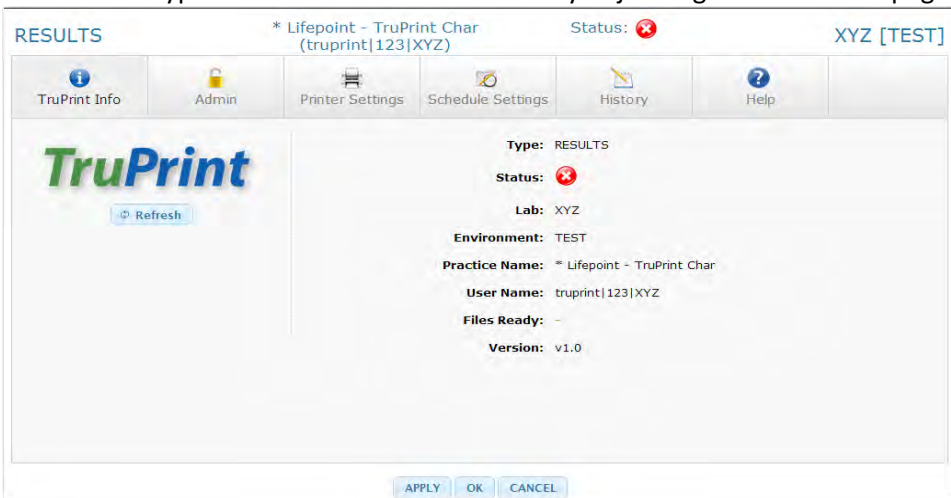 RESULTS * Lifepoint - TruPrint Char Status: XYZ [TEST]
(truprint|123|XYZ)
TruPrint Info Admin Printer Settings Schedule Settings History Help
TruPrint
Refresh
Type: RESULTS
Status:
Lab: XYZ
Environment: TEST
Practice Name: * Lifepoint - TruPrint Char
User Name: truprint|123|XYZ
Files Ready: -
Version: v1.0
APPLY OK CANCEL